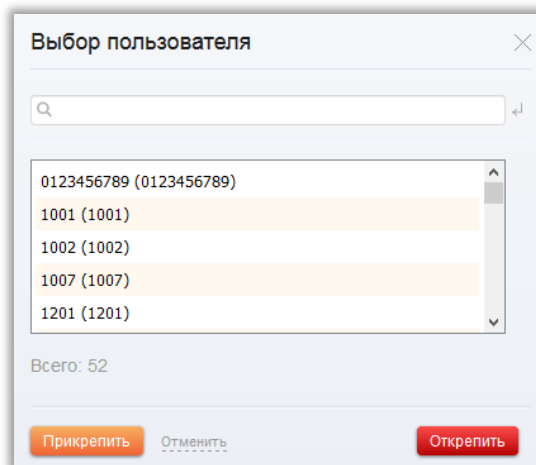 Выбор пользователя
0123456789 (0123456789)
1001 (1001)
1002 (1002)
1007 (1007)
1201 (1201)
Всего: 52
Прикрепить Отменить Открепить